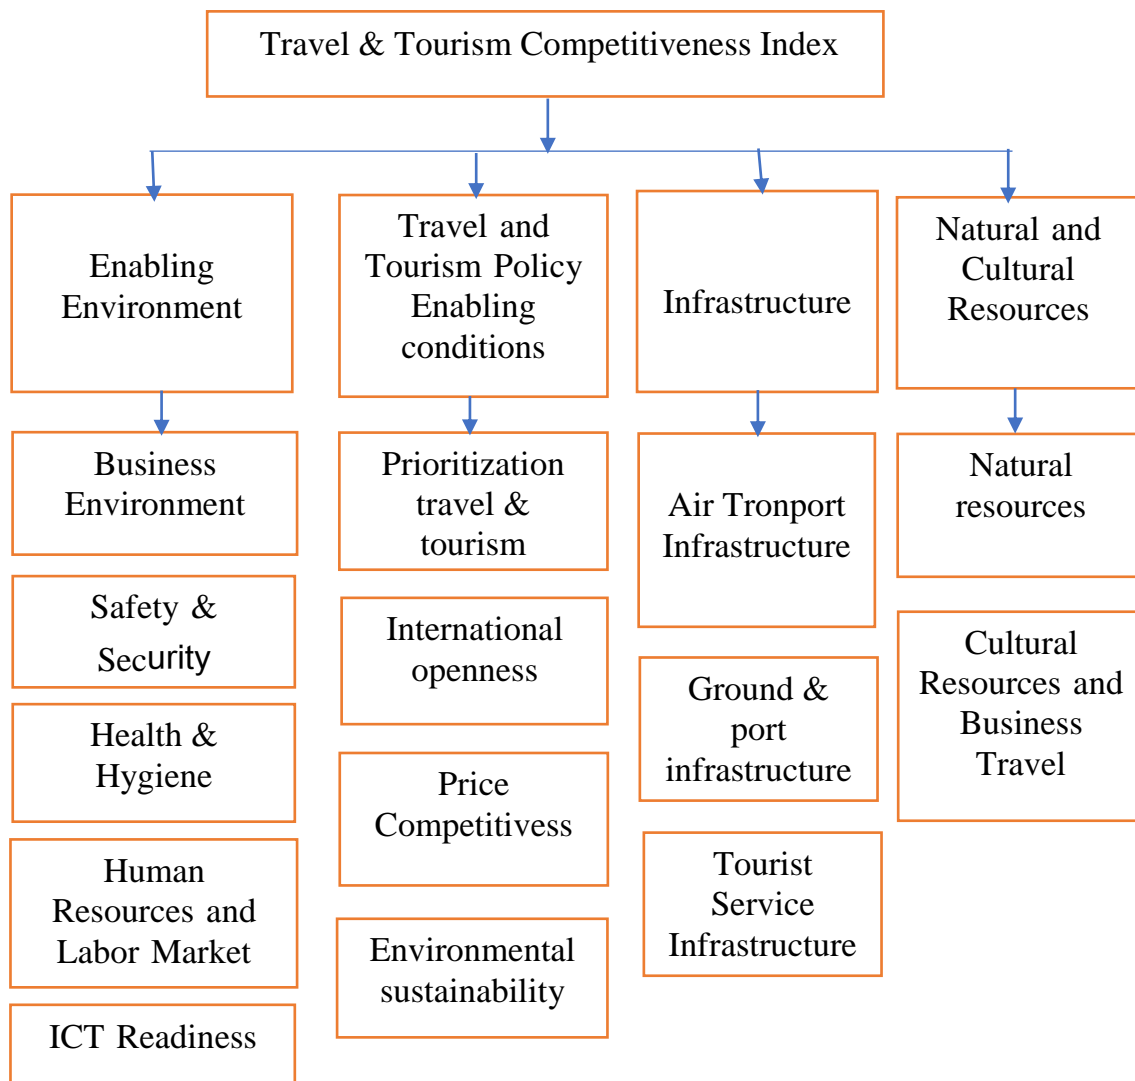 Travel & Tourism Competitiveness Index
Enabling
Environment
Travel and
Tourism Policy
Enabling
conditions
Infrastructure
Natural and
Cultural
Resources
Business
Environment
Safety &
Security
Health &
Hygiene
Human
Resources and
Labor Market
ICT Readiness
Prioritization
travel &
tourism
International
openness
Price
Competitivess
Environmental
sustainability
Air Tronport
Infrastructure
Ground &
port
infrastructure
Tourist
Service
Infrastructure
Natural
resources
Cultural
Resources and
Business
Travel